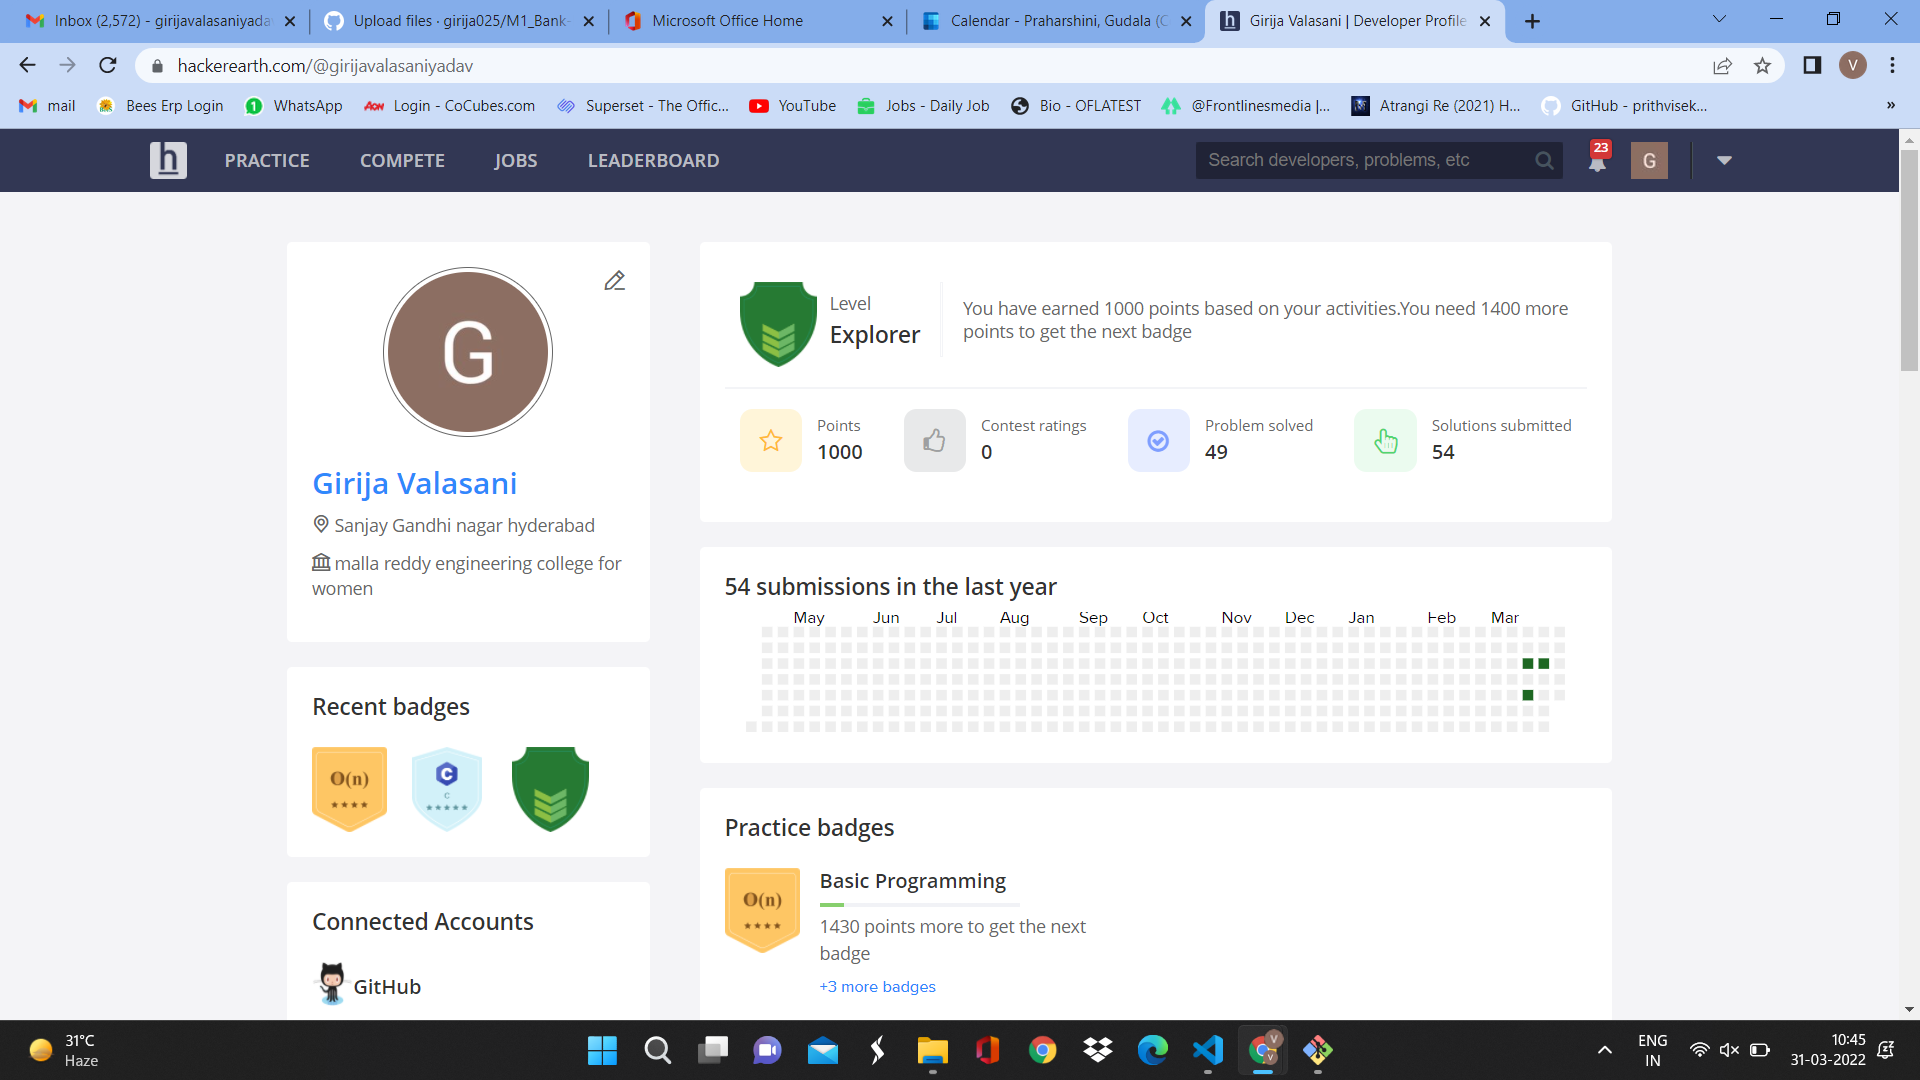 Inbox (2,572) - girijavalasaniyada
Upload files · girija025/M1_Bank-
Microsoft Office Home
Calendar - Praharshini, Gudala (C
Girija Valasani | Developer Profile
hackerearth.com/@girijavalasaniyadav
V
mail
Bees Erp Login
1
WhatsApp
Aon
Login - CoCubes.com
Superset - The Offic...
YouTube
Jobs - Daily Job
Bio - OFLATEST
@Frontlinesmedia |...
Atrangi Re (2021) H...
GitHub - prithvisek...
»
h
PRACTICE
COMPETE
JOBS
LEADERBOARD
Search developers, problems, etc
23
G
G
Girija Valasani
Sanjay Gandhi nagar hyderabad
malla reddy engineering college for
women
Recent badges
O(n)
C
C
Connected Accounts
GitHub
Level
Explorer
You have earned 1000 points based on your activities.You need 1400 more
points to get the next badge
Points
1000
Contest ratings
0
Problem solved
49
Solutions submitted
54
54 submissions in the last year
May Jun Jul Aug Sep Oct Nov Dec Jan Feb Mar
Practice badges
O(n)
Basic Programming
1430 points more to get the next
badge
+3 more badges
31°C
Haze
V
V
ENG
IN
10:45
31-03-2022